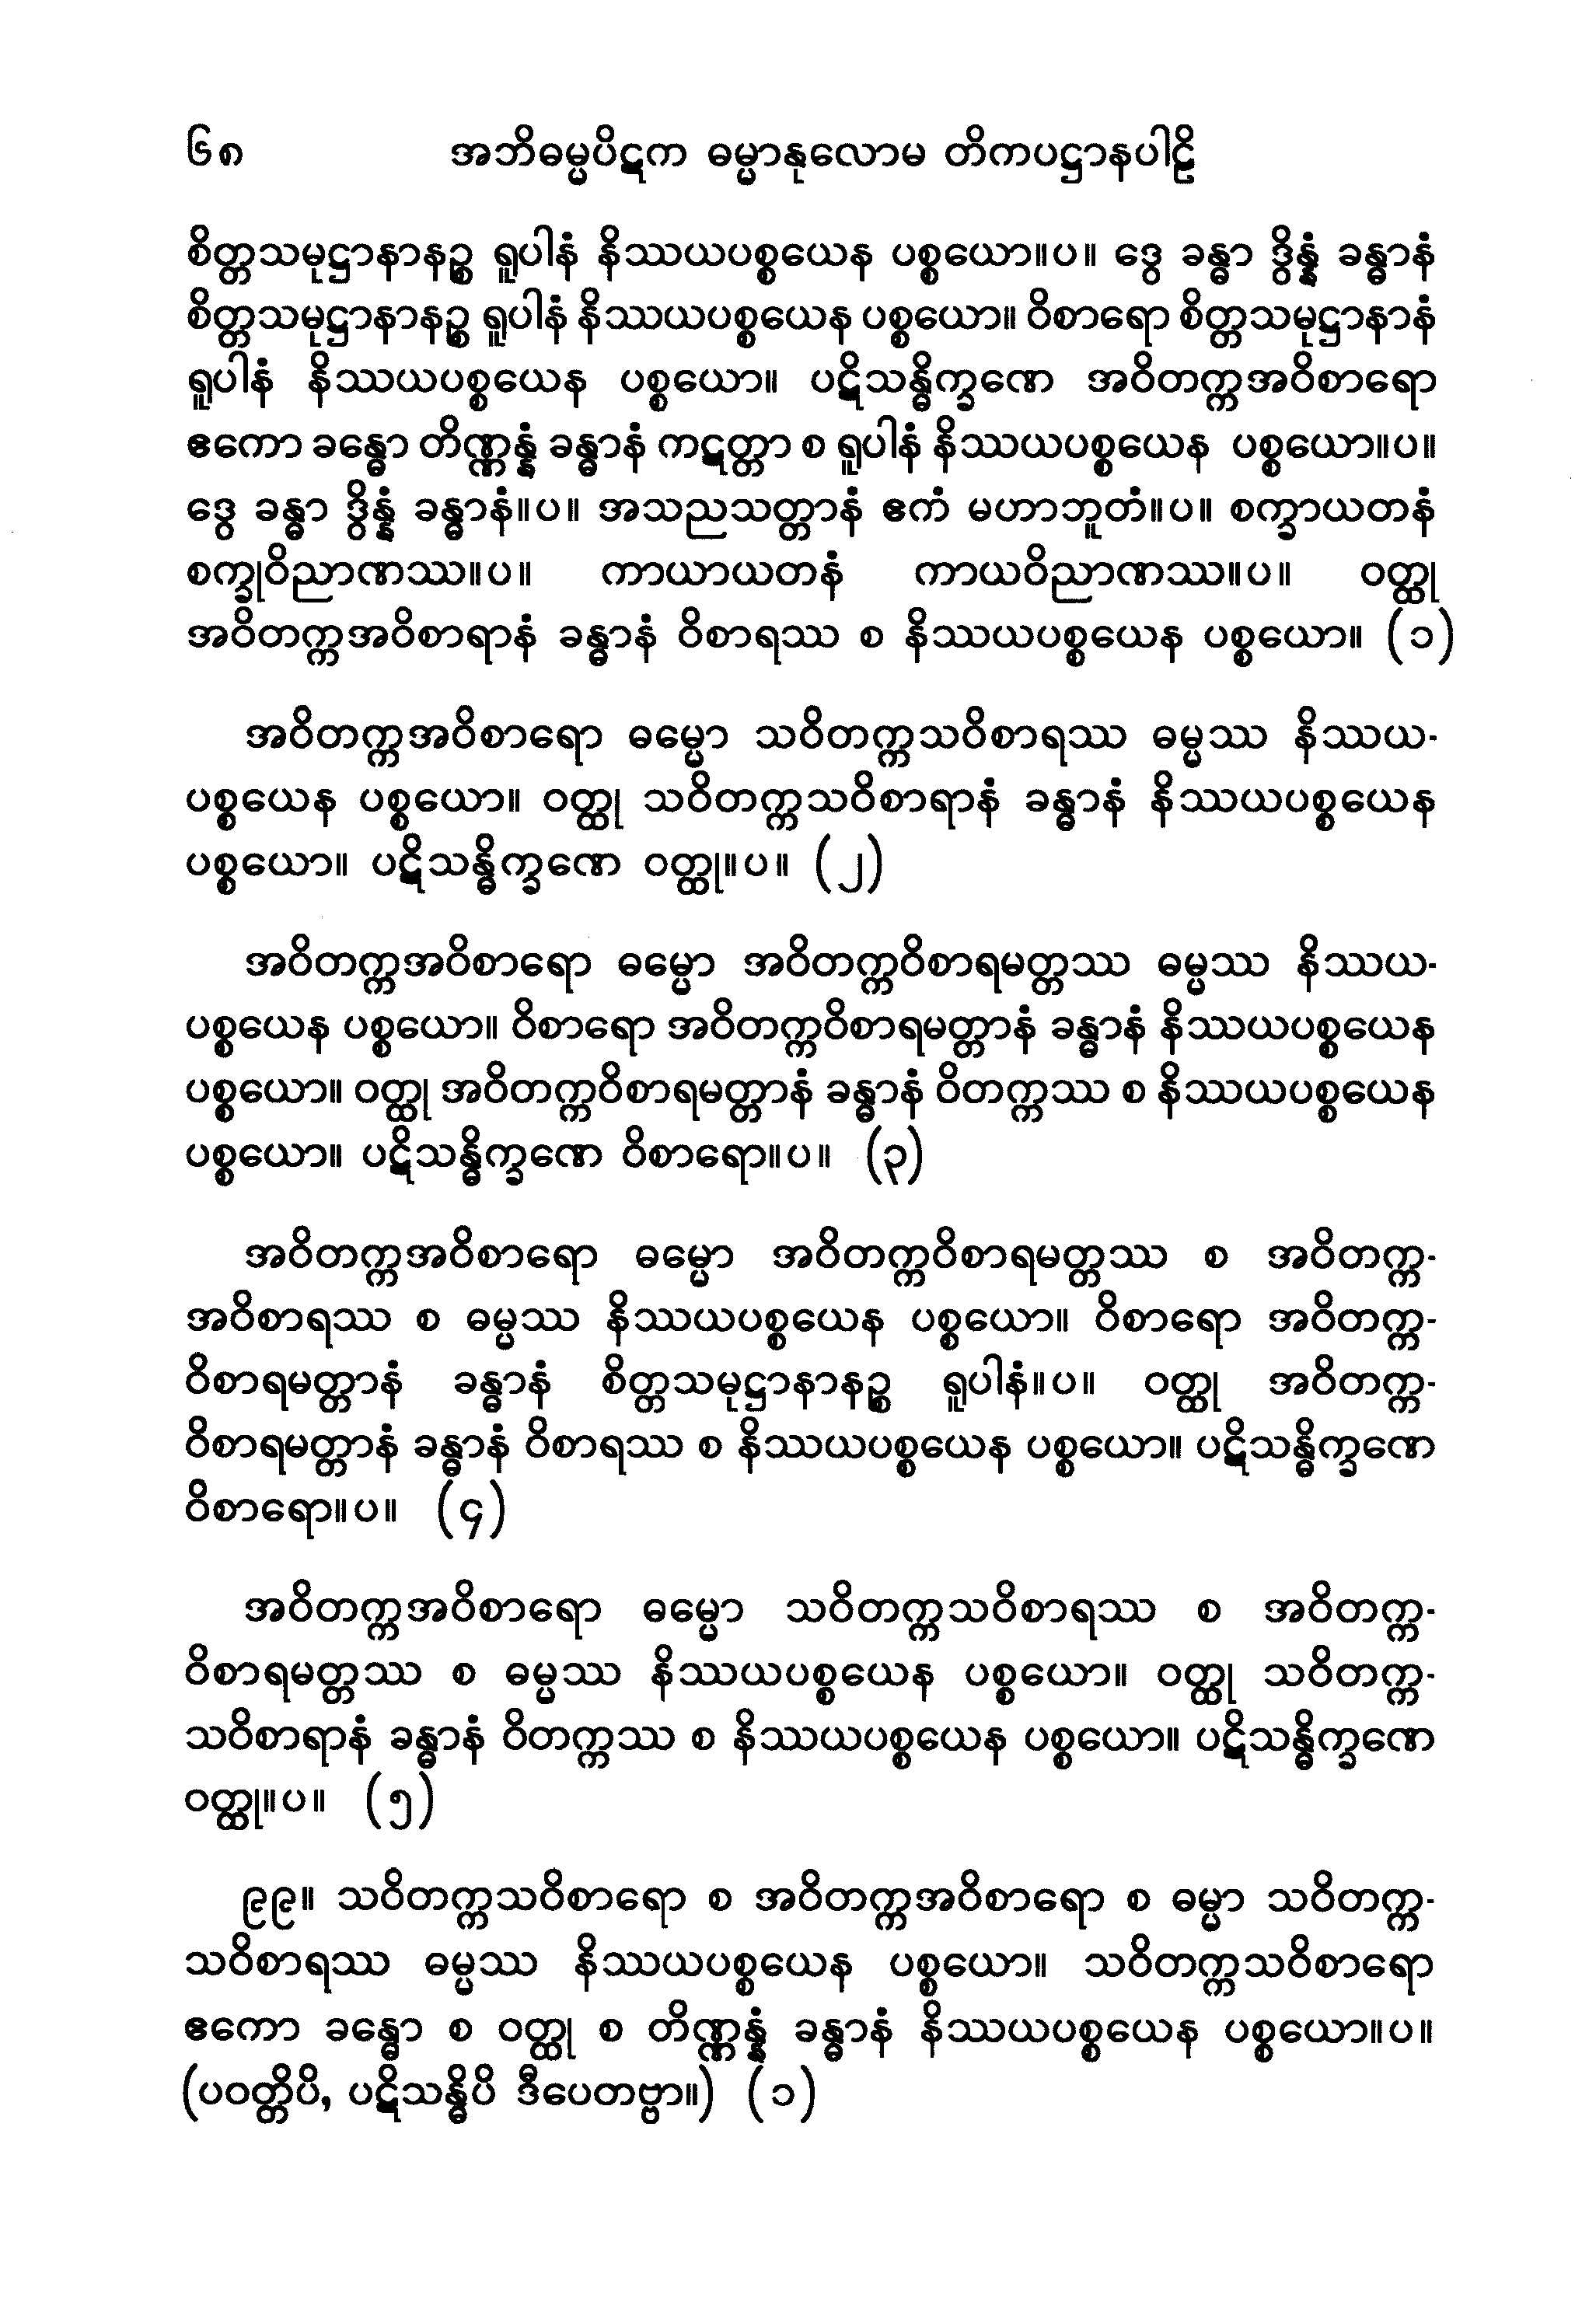 ၆၈ အဘိဓမ္မပိဋက ဓမ္မာနုလောမ တိကပဋ္ဌာနပါဠိ
စိတ္တသမုဋ္ဌာနာနဉ္စ ရူပါနံ နိဿယပစ္စယေန ပစ္စယော။ပ။ ဒွေ ခန္ဓာ ဒွိန္နံ ခန္ဓာနံ
စိတ္တသမုဋ္ဌာနာနဉ္စ ရူပါနံ နိဿယပစ္စယေန ပစ္စယော။ ဝိစာရော စိတ္တသမုဋ္ဌာနာနံ
ရူပါနံ နိဿယပစ္စယေန ပစ္စယော။ ပဋိသန္ဓိက္ခဏေ အဝိတက္ကအဝိစာရော
ဧကော ခန္ဓော တိဏ္ဏန္နံ ခန္ဓာနံ ကဋတ္တာ စ ရူပါနံ နိဿယပစ္စယေန ပစ္စယော။ပ။
ဒွေ ခန္ဓာ ဒွိန္နံ ခန္ဓာနံ။ပ။ အသညသတ္တာနံ ဧကံ မဟာဘူတံ။ပ။ စက္ခာယတနံ
စက္ခုဝိညာဏဿ။ပ။ ကာယာယတနံ ကာယဝိညာဏဿ။ပ။ ဝတ္ထု
အဝိတက္ကအဝိစာရာနံ ခန္ဓာနံ ဝိစာရဿ စ နိဿယပစ္စယေန ပစ္စယော။ (၁)
အဝိတက္ကအဝိစာရော ဓမ္မော သဝိတက္ကသဝိစာရဿ ဓမ္မဿ နိဿယ-
ပစ္စယေန ပစ္စယော။ ဝတ္ထု သဝိတက္ကသဝိစာရာနံ ခန္ဓာနံ နိဿယပစ္စယေန
ပစ္စယော။ ပဋိသန္ဓိက္ခဏေ ဝတ္ထု။ပ။ (၂)
အဝိတက္ကအဝိစာရော ဓမ္မော အဝိတက္ကဝိစာရမတ္တဿ ဓမ္မဿ နိဿယ-
ပစ္စယေန ပစ္စယော။ ဝိစာရော အဝိတက္ကဝိစာရမတ္တာနံ ခန္ဓာနံ နိဿယပစ္စယေန
ပစ္စယော။ ဝတ္ထု အဝိတက္ကဝိစာရမတ္တာနံ ခန္ဓာနံ ဝိတက္ကဿ စ နိဿယပစ္စယေန
ပစ္စယော။ ပဋိသန္ဓိက္ခဏေ ဝိစာရော။ပ။ (၃)
အဝိတက္ကအဝိစာရော ဓမ္မော အဝိတက္ကဝိစာရမတ္တဿ စ အဝိတက္က-
အဝိစာရဿ စ ဓမ္မဿ နိဿယပစ္စယေန ပစ္စယော။ ဝိစာရော အဝိတက္က-
ဝိစာရမတ္တာနံ ခန္ဓာနံ စိတ္တသမုဋ္ဌာနာနဉ္စ ရူပါနံ။ပ။ ဝတ္ထု အဝိတက္က-
ဝိစာရမတ္တာနံ ခန္ဓာနံ ဝိစာရဿ စ နိဿယပစ္စယေန ပစ္စယော။ ပဋိသန္ဓိက္ခဏေ
ဝိစာရော။ပ။ (၄)
အဝိတက္ကအဝိစာရော ဓမ္မော သဝိတက္ကသဝိစာရဿ စ အဝိတက္က-
ဝိစာရမတ္တဿ စ ဓမ္မဿ နိဿယပစ္စယေန ပစ္စယော။ ဝတ္ထု သဝိတက္က-
သဝိစာရာနံ ခန္ဓာနံ ဝိတက္ကဿ စ နိဿယပစ္စယေန ပစ္စယော။ ပဋိသန္ဓိက္ခဏေ
ဝတ္ထု။ပ။ (၅)
၉၉။ သဝိတက္ကသဝိစာရော စ အဝိတက္ကအဝိစာရော စ ဓမ္မာ သဝိတက္က-
သဝိစာရဿ ဓမ္မဿ နိဿယပစ္စယေန ပစ္စယော။ သဝိတက္ကသဝိစာရော
ဧကော ခန္ဓော စ ဝတ္ထု စ တိဏ္ဏန္နံ ခန္ဓာနံ နိဿယပစ္စယေန ပစ္စယော။ပ။
(ပဝတ္တိပိ, ပဋိသန္ဓိပိ ဒီပေတဗ္ဗာ။) (၁)